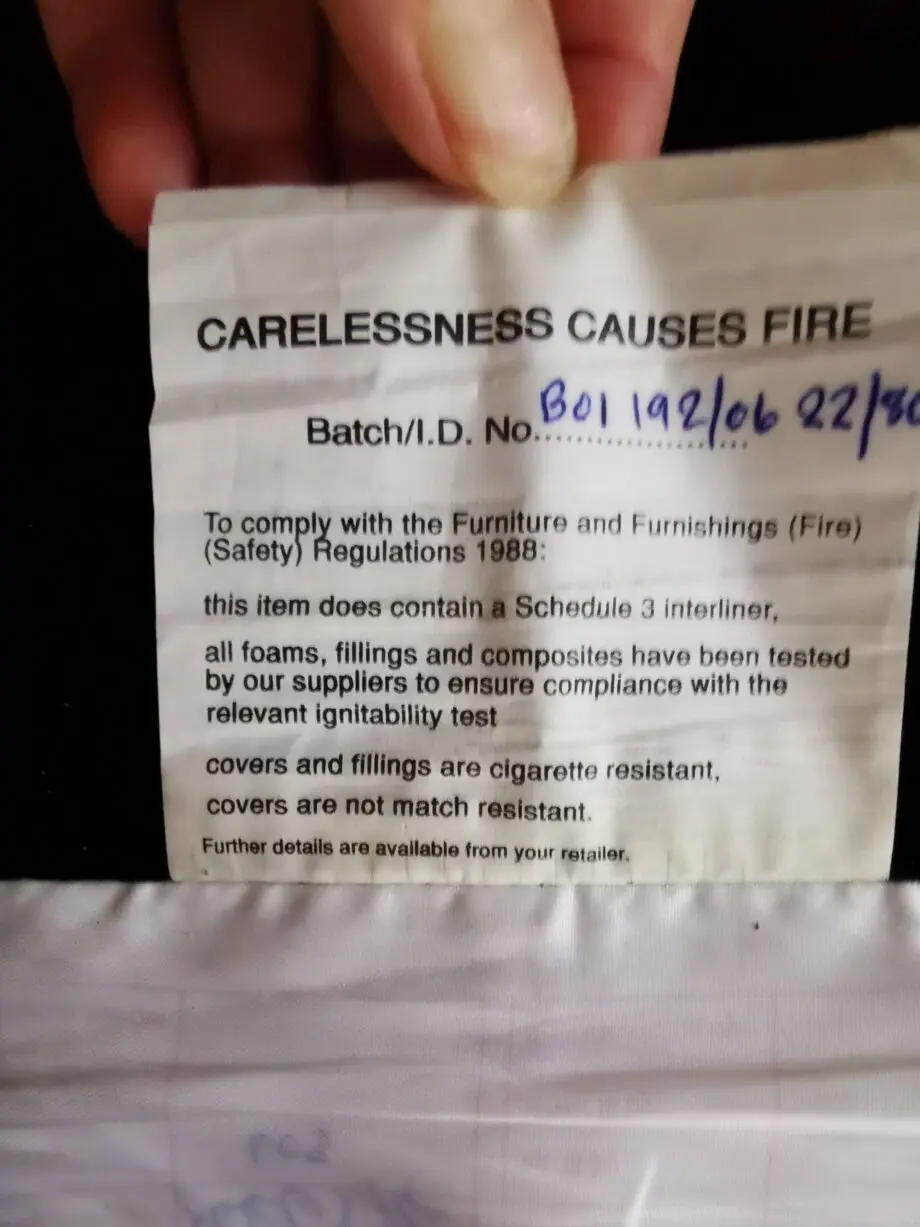 CARELESSNESS CAUSES FIRE
Batch/I.D. No. B01 192/06 22/
To comply with the Furniture and Furnishings (Fire)
(Safety) Regulations 1988:
this item does contain a Schedule 3 interliner,
all foams, fillings and composites have been tested
by our suppliers to ensure compliance with the
relevant ignitability test
covers and fillings are cigarette resistant,
covers are not match resistant.
Further details are available from your retailer.